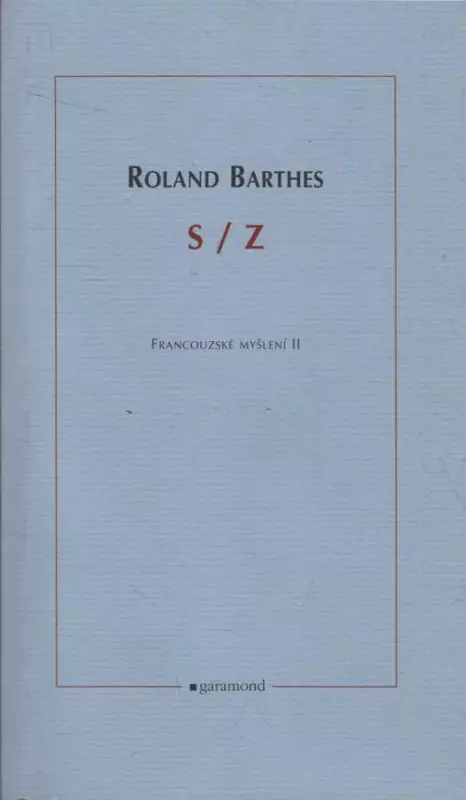 ROLAND BARTHES
S / Z
FRANCOUZSKÉ MYŠLENÍ II
garamond